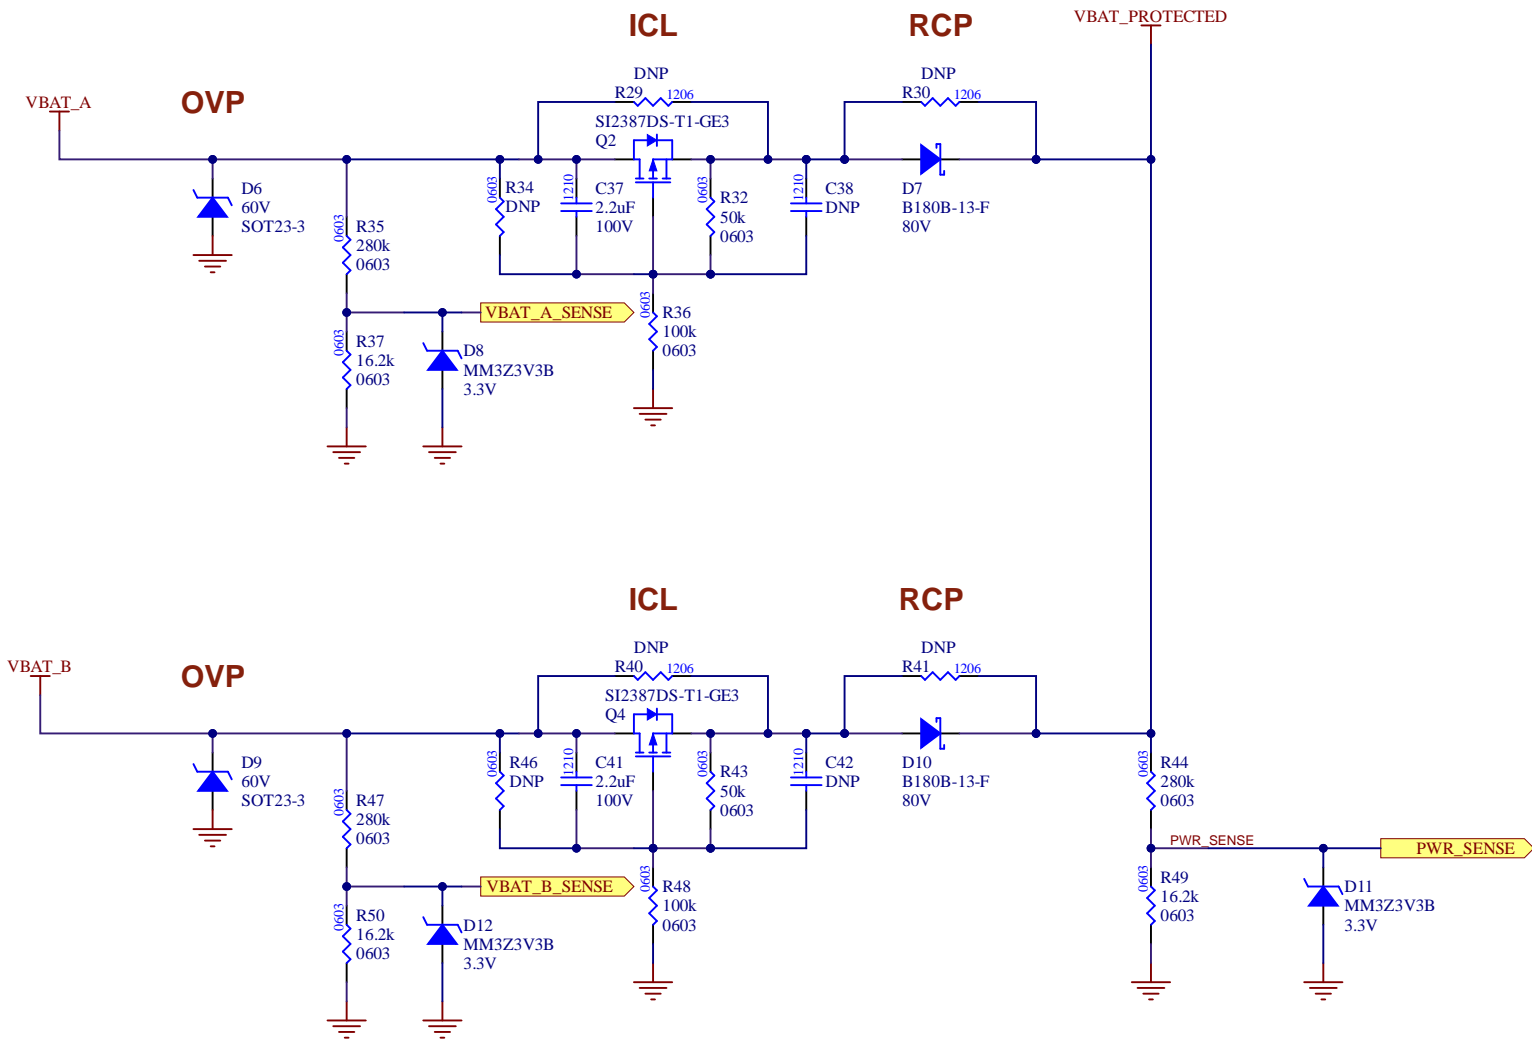 ICL
RCP
VBAT_PROTECTED
VBAT_A
OVP
DNP
R29 1206
SI2387DS-T1-GE3
Q2
DNP
R30 1206
D6
60V
SOT23-3
0603
R35
280k
0603
0603
R34
DNP
1210
C37
2.2uF
100V
0603
R32
50k
0603
1210
C38
DNP
D7
B180B-13-F
80V
VBAT_A_SENSE
0603
R37
16.2k
0603
D8
MM3Z3V3B
3.3V
0603
R36
100k
0603
ICL
RCP
VBAT_B
OVP
DNP
R40 1206
SI2387DS-T1-GE3
Q4
DNP
R41 1206
D9
60V
SOT23-3
0603
R47
280k
0603
0603
R46
DNP
1210
C41
2.2uF
100V
0603
R43
50k
0603
1210
C42
DNP
D10
B180B-13-F
80V
0603
R44
280k
0603
PWR_SENSE
PWR_SENSE
VBAT_B_SENSE
0603
R50
16.2k
0603
D12
MM3Z3V3B
3.3V
0603
R48
100k
0603
0603
R49
16.2k
0603
D11
MM3Z3V3B
3.3V